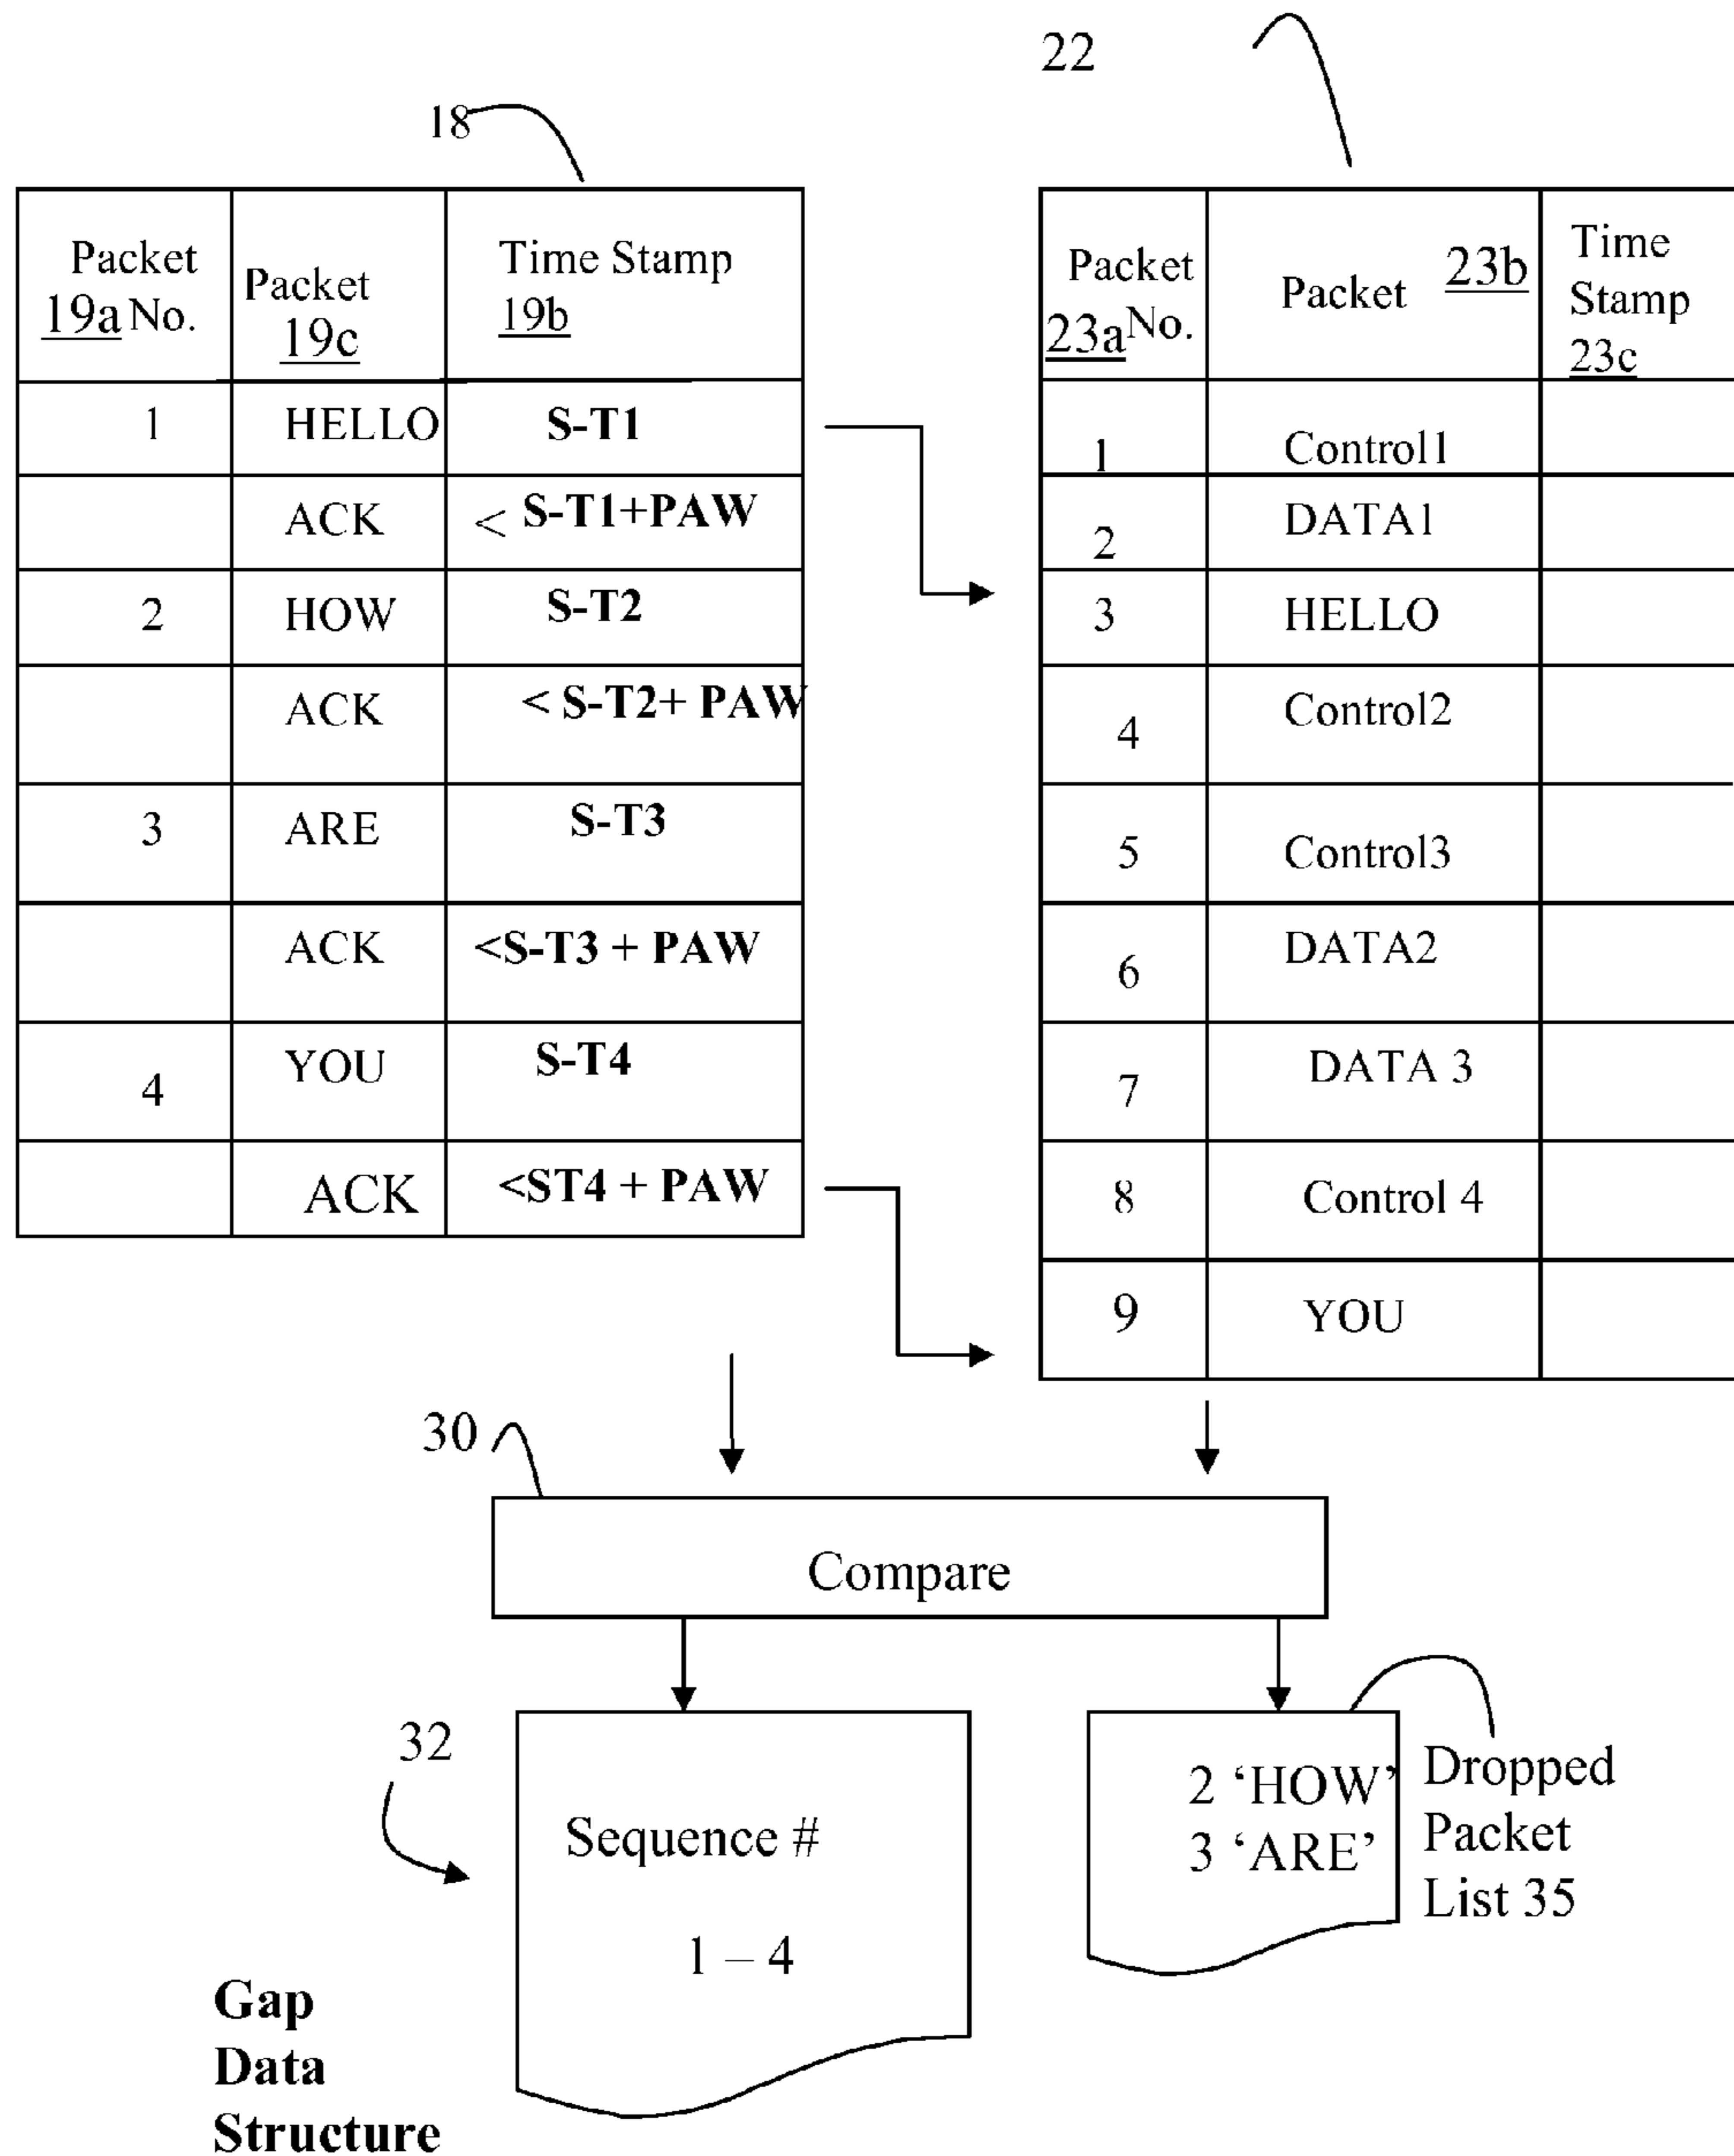 22
18
Packet
19a No.
Packet
19c
Time Stamp
19b
1 HELLO S-T1
ACK < S-T1+PAW
2 HOW S-T2
ACK < S-T2+ PAW
3 ARE S-T3
ACK <S-T3 + PAW
4 YOU S-T4
ACK <ST4 + PAW
Packet
23a No.
Packet 23b
Time
Stamp
23c
1 Control1
2 DATA1
3 HELLO
4 Control2
5 Control3
6 DATA2
7 DATA 3
8 Control 4
9 YOU
30
Compare
32
Sequence #
1 – 4
2 ‘HOW’
3 ‘ARE’
Dropped
Packet
List 35
Gap
Data
Structure